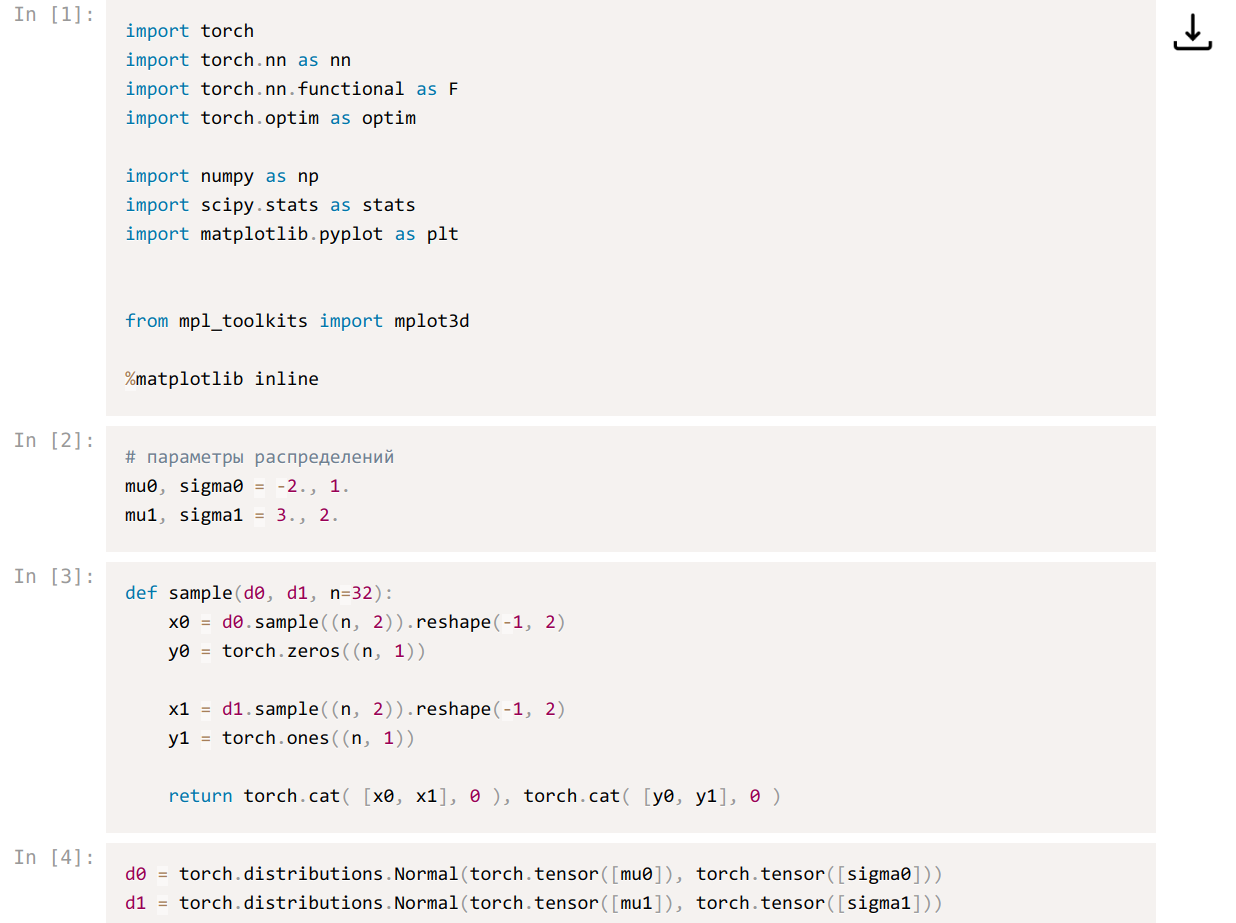 In [1]:
import torch
import torch.nn as nn
import torch.nn.functional as F
import torch.optim as optim
import numpy as np
import scipy.stats as stats
import matplotlib.pyplot as plt
from mpl_toolkits import mplot3d
%matplotlib inline
In [2]:
# параметры распределений
mu0, sigma0 = -2., 1.
mu1, sigma1 = 3., 2.
In [3]:
def sample(d0, d1, n=32):
    x0 = d0.sample((n, 2)).reshape(-1, 2)
    y0 = torch.zeros((n, 1))
    x1 = d1.sample((n, 2)).reshape(-1, 2)
    y1 = torch.ones((n, 1))
    return torch.cat( [x0, x1], 0 ), torch.cat( [y0, y1], 0 )
In [4]:
d0 = torch.distributions.Normal(torch.tensor([mu0]), torch.tensor([sigma0]))
d1 = torch.distributions.Normal(torch.tensor([mu1]), torch.tensor([sigma1]))